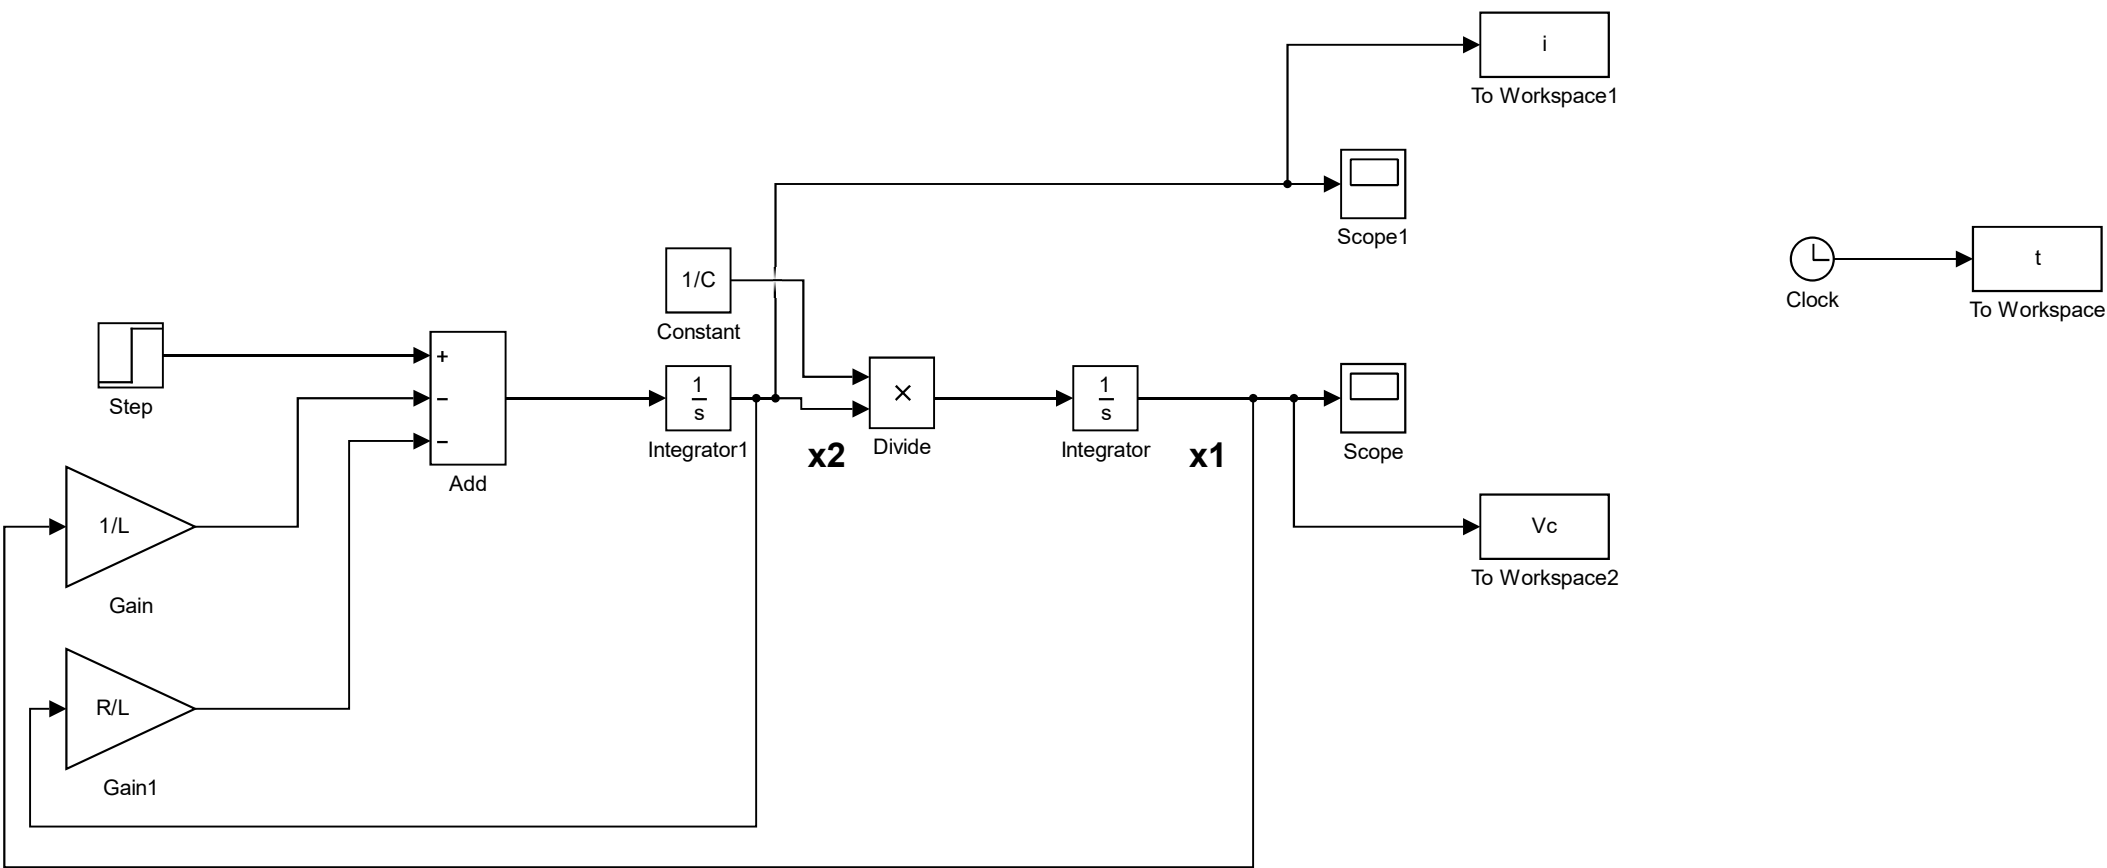 i
To Workspace1
Scope1
1/C
Constant
t
Clock
To Workspace
+
−
−
Step
Add
1
s
Integrator1
x2
×
Divide
1
s
Integrator
x1
Scope
1/L
Gain
Vc
To Workspace2
R/L
Gain1